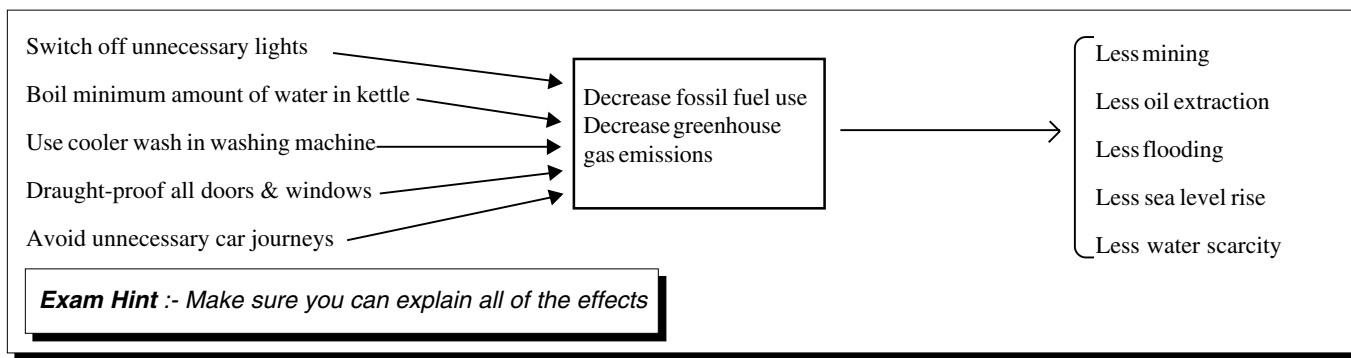 Switch off unnecessary lights
Boil minimum amount of water in kettle
Use cooler wash in washing machine
Draught-proof all doors & windows
Avoid unnecessary car journeys
Decrease fossil fuel use
Decrease greenhouse
gas emissions
Less mining
Less oil extraction
Less flooding
Less sea level rise
Less water scarcity
Exam Hint :- Make sure you can explain all of the effects